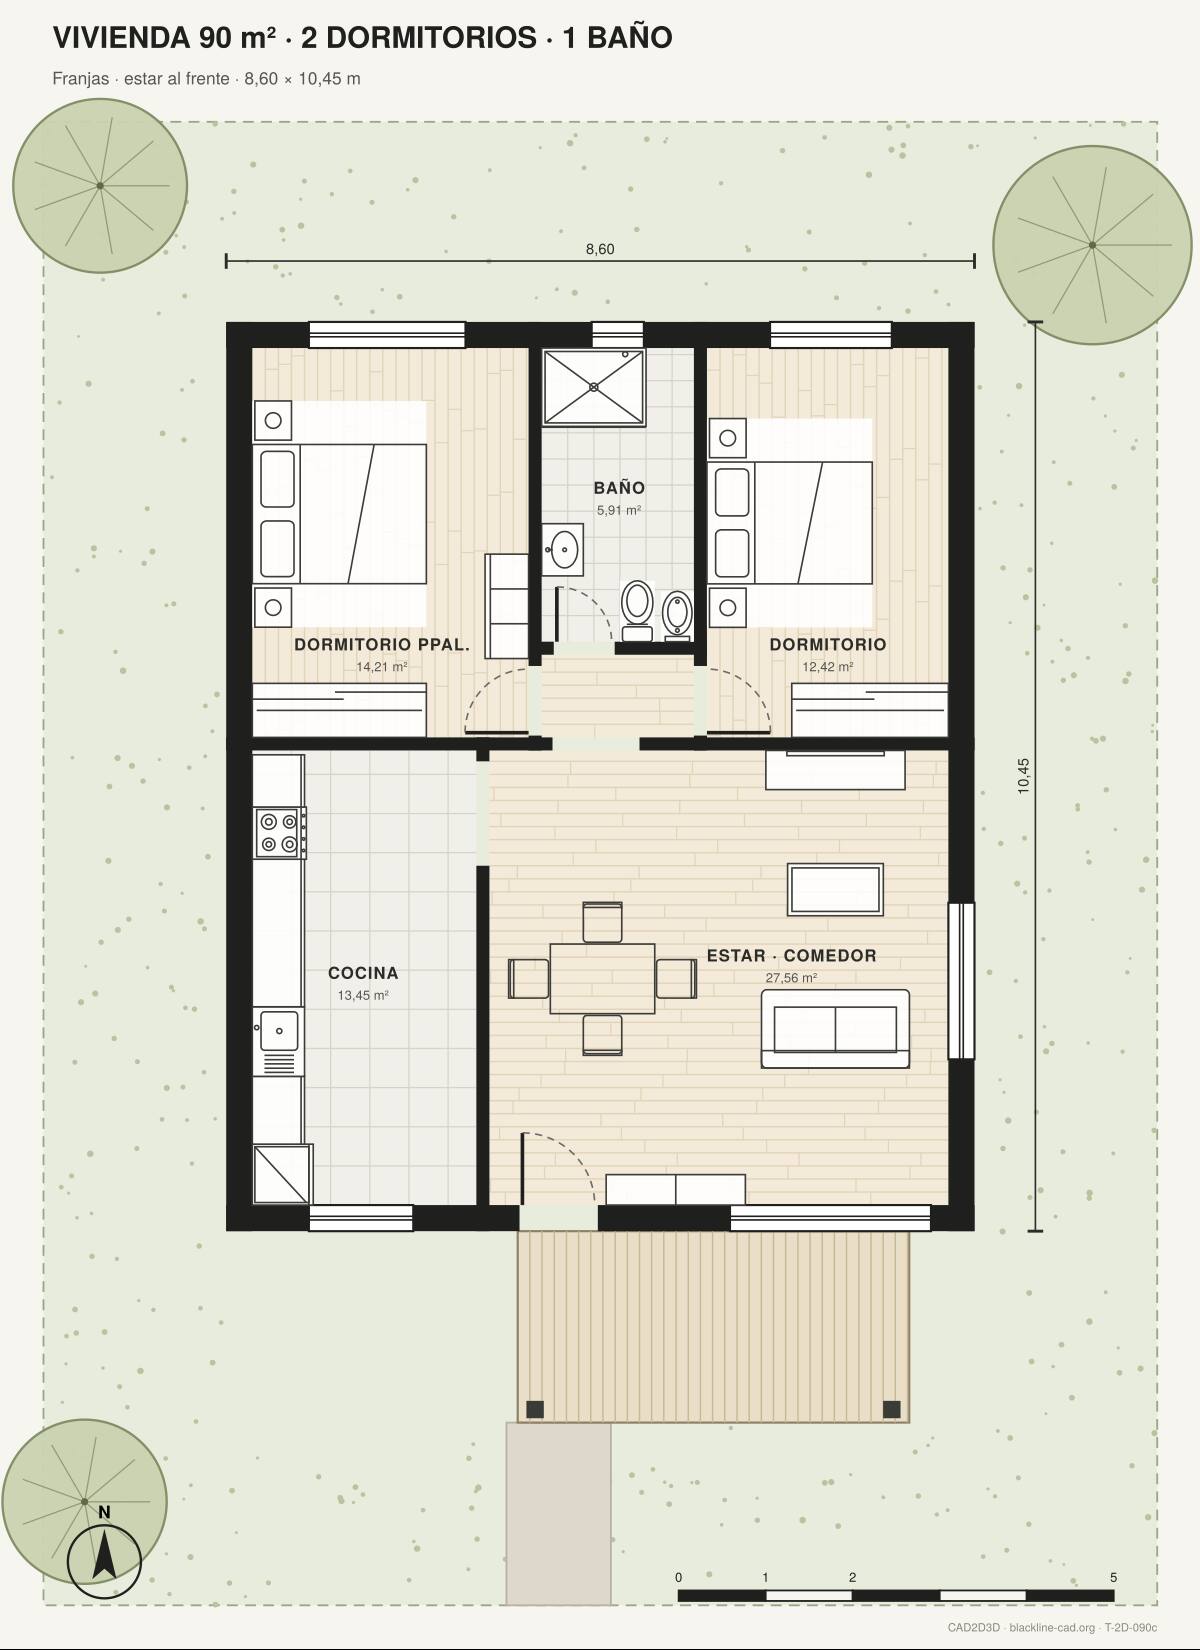 VIVIENDA 90 m² · 2 DORMITORIOS · 1 BAÑO
Franjas · estar al frente · 8,60 × 10,45 m
8,60
BAÑO
5,91 m²
DORMITORIO PPAL.
14,21 m²
DORMITORIO
12,42 m²
10,45
ESTAR · COMEDOR
27,56 m²
COCINA
13,45 m²
N
0 1 2 5
CAD2D3D · blackline-cad.org · T-2D-090c